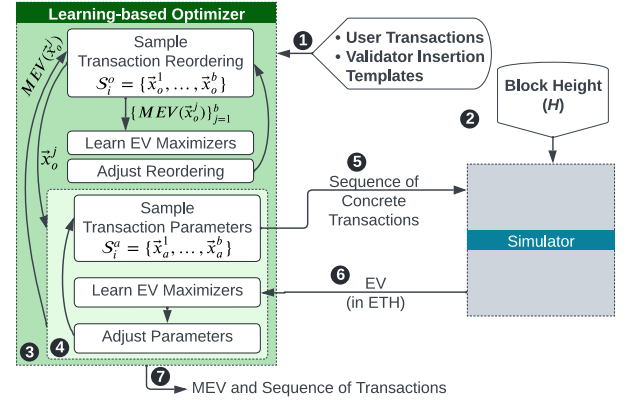 Learning-based Optimizer
Sample
Transaction Reordering
𝒮ᵢᵒ = {x⃗ₒ¹, . . . , x⃗ₒᵇ}
{MEV(x⃗ₒʲ)}ᵇⱼ₌₁
Learn EV Maximizers
Adjust Reordering
MEV(x⃗ₒʲ)
x⃗ₒʲ
Sample
Transaction Parameters
𝒮ᵢᵃ = {x⃗ₐ¹, . . . , x⃗ₐᵇ}
Learn EV Maximizers
Adjust Parameters
3
4
1
• User Transactions
• Validator Insertion
Templates
Block Height
(H)
2
5
Sequence of
Concrete
Transactions
Simulator
6
EV
(in ETH)
7
MEV and Sequence of Transactions